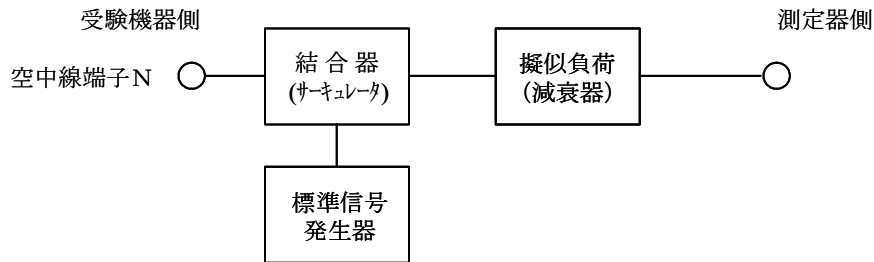 受験機器側
測定器側
空中線端子N
結合器
(サーキュレータ)
擬似負荷
(減衰器)
標準信号
発生器